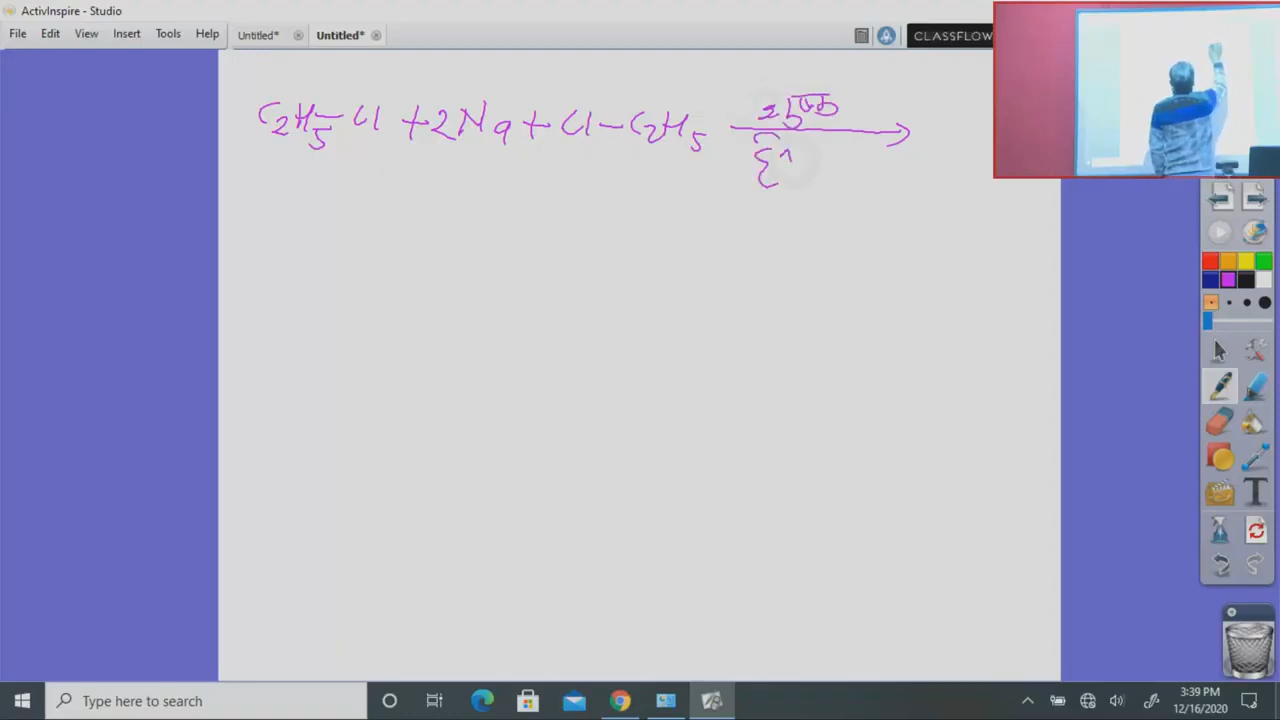 ActivInspire - Studio
File Edit View Insert Tools Help Untitled* Untitled* CLASSFLOW
C2H5-Cl + 2Na + Cl-C2H5
T
Type here to search
3:39 PM
12/16/2020